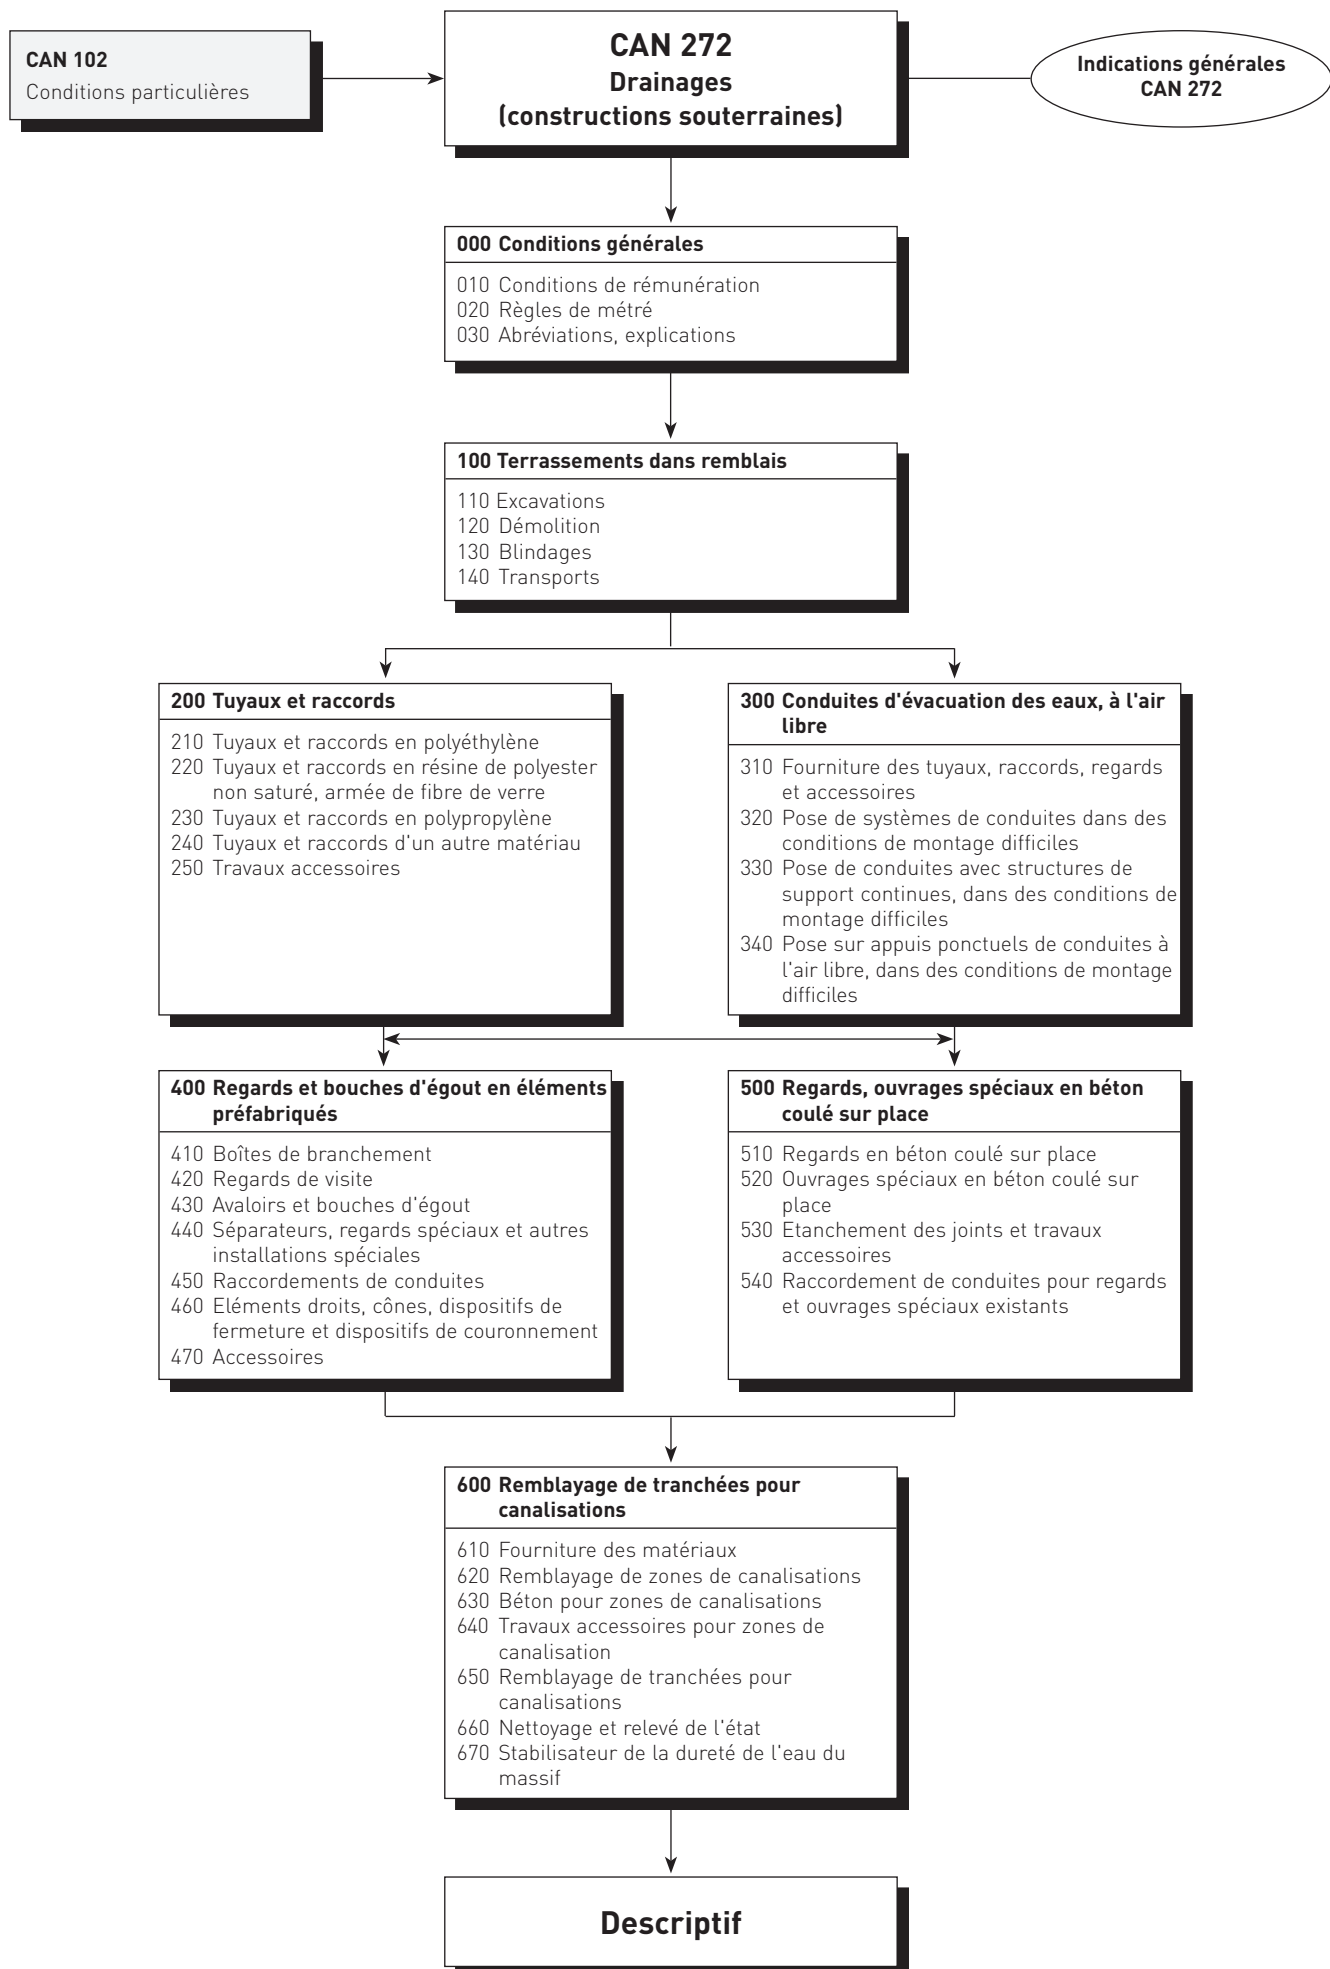 CAN 102
Conditions particulières
CAN 272
Drainages
(constructions souterraines)
Indications générales
CAN 272
000 Conditions générales
010 Conditions de rémunération
020 Règles de métré
030 Abréviations, explications
100 Terrassements dans remblais
110 Excavations
120 Démolition
130 Blindages
140 Transports
200 Tuyaux et raccords
210 Tuyaux et raccords en polyéthylène
220 Tuyaux et raccords en résine de polyester
non saturé, armée de fibre de verre
230 Tuyaux et raccords en polypropylène
240 Tuyaux et raccords d'un autre matériau
250 Travaux accessoires
300 Conduites d'évacuation des eaux, à l'air
libre
310 Fourniture des tuyaux, raccords, regards
et accessoires
320 Pose de systèmes de conduites dans des
conditions de montage difficiles
330 Pose de conduites avec structures de
support continues, dans des conditions de
montage difficiles
340 Pose sur appuis ponctuels de conduites à
l'air libre, dans des conditions de montage
difficiles
400 Regards et bouches d'égout en éléments
préfabriqués
410 Boîtes de branchement
420 Regards de visite
430 Avaloirs et bouches d'égout
440 Séparateurs, regards spéciaux et autres
installations spéciales
450 Raccordements de conduites
460 Eléments droits, cônes, dispositifs de
fermeture et dispositifs de couronnement
470 Accessoires
500 Regards, ouvrages spéciaux en béton
coulé sur place
510 Regards en béton coulé sur place
520 Ouvrages spéciaux en béton coulé sur
place
530 Etanchement des joints et travaux
accessoires
540 Raccordement de conduites pour regards
et ouvrages spéciaux existants
600 Remblayage de tranchées pour
canalisations
610 Fourniture des matériaux
620 Remblayage de zones de canalisations
630 Béton pour zones de canalisations
640 Travaux accessoires pour zones de
canalisation
650 Remblayage de tranchées pour
canalisations
660 Nettoyage et relevé de l'état
670 Stabilisateur de la dureté de l'eau du
massif
Descriptif